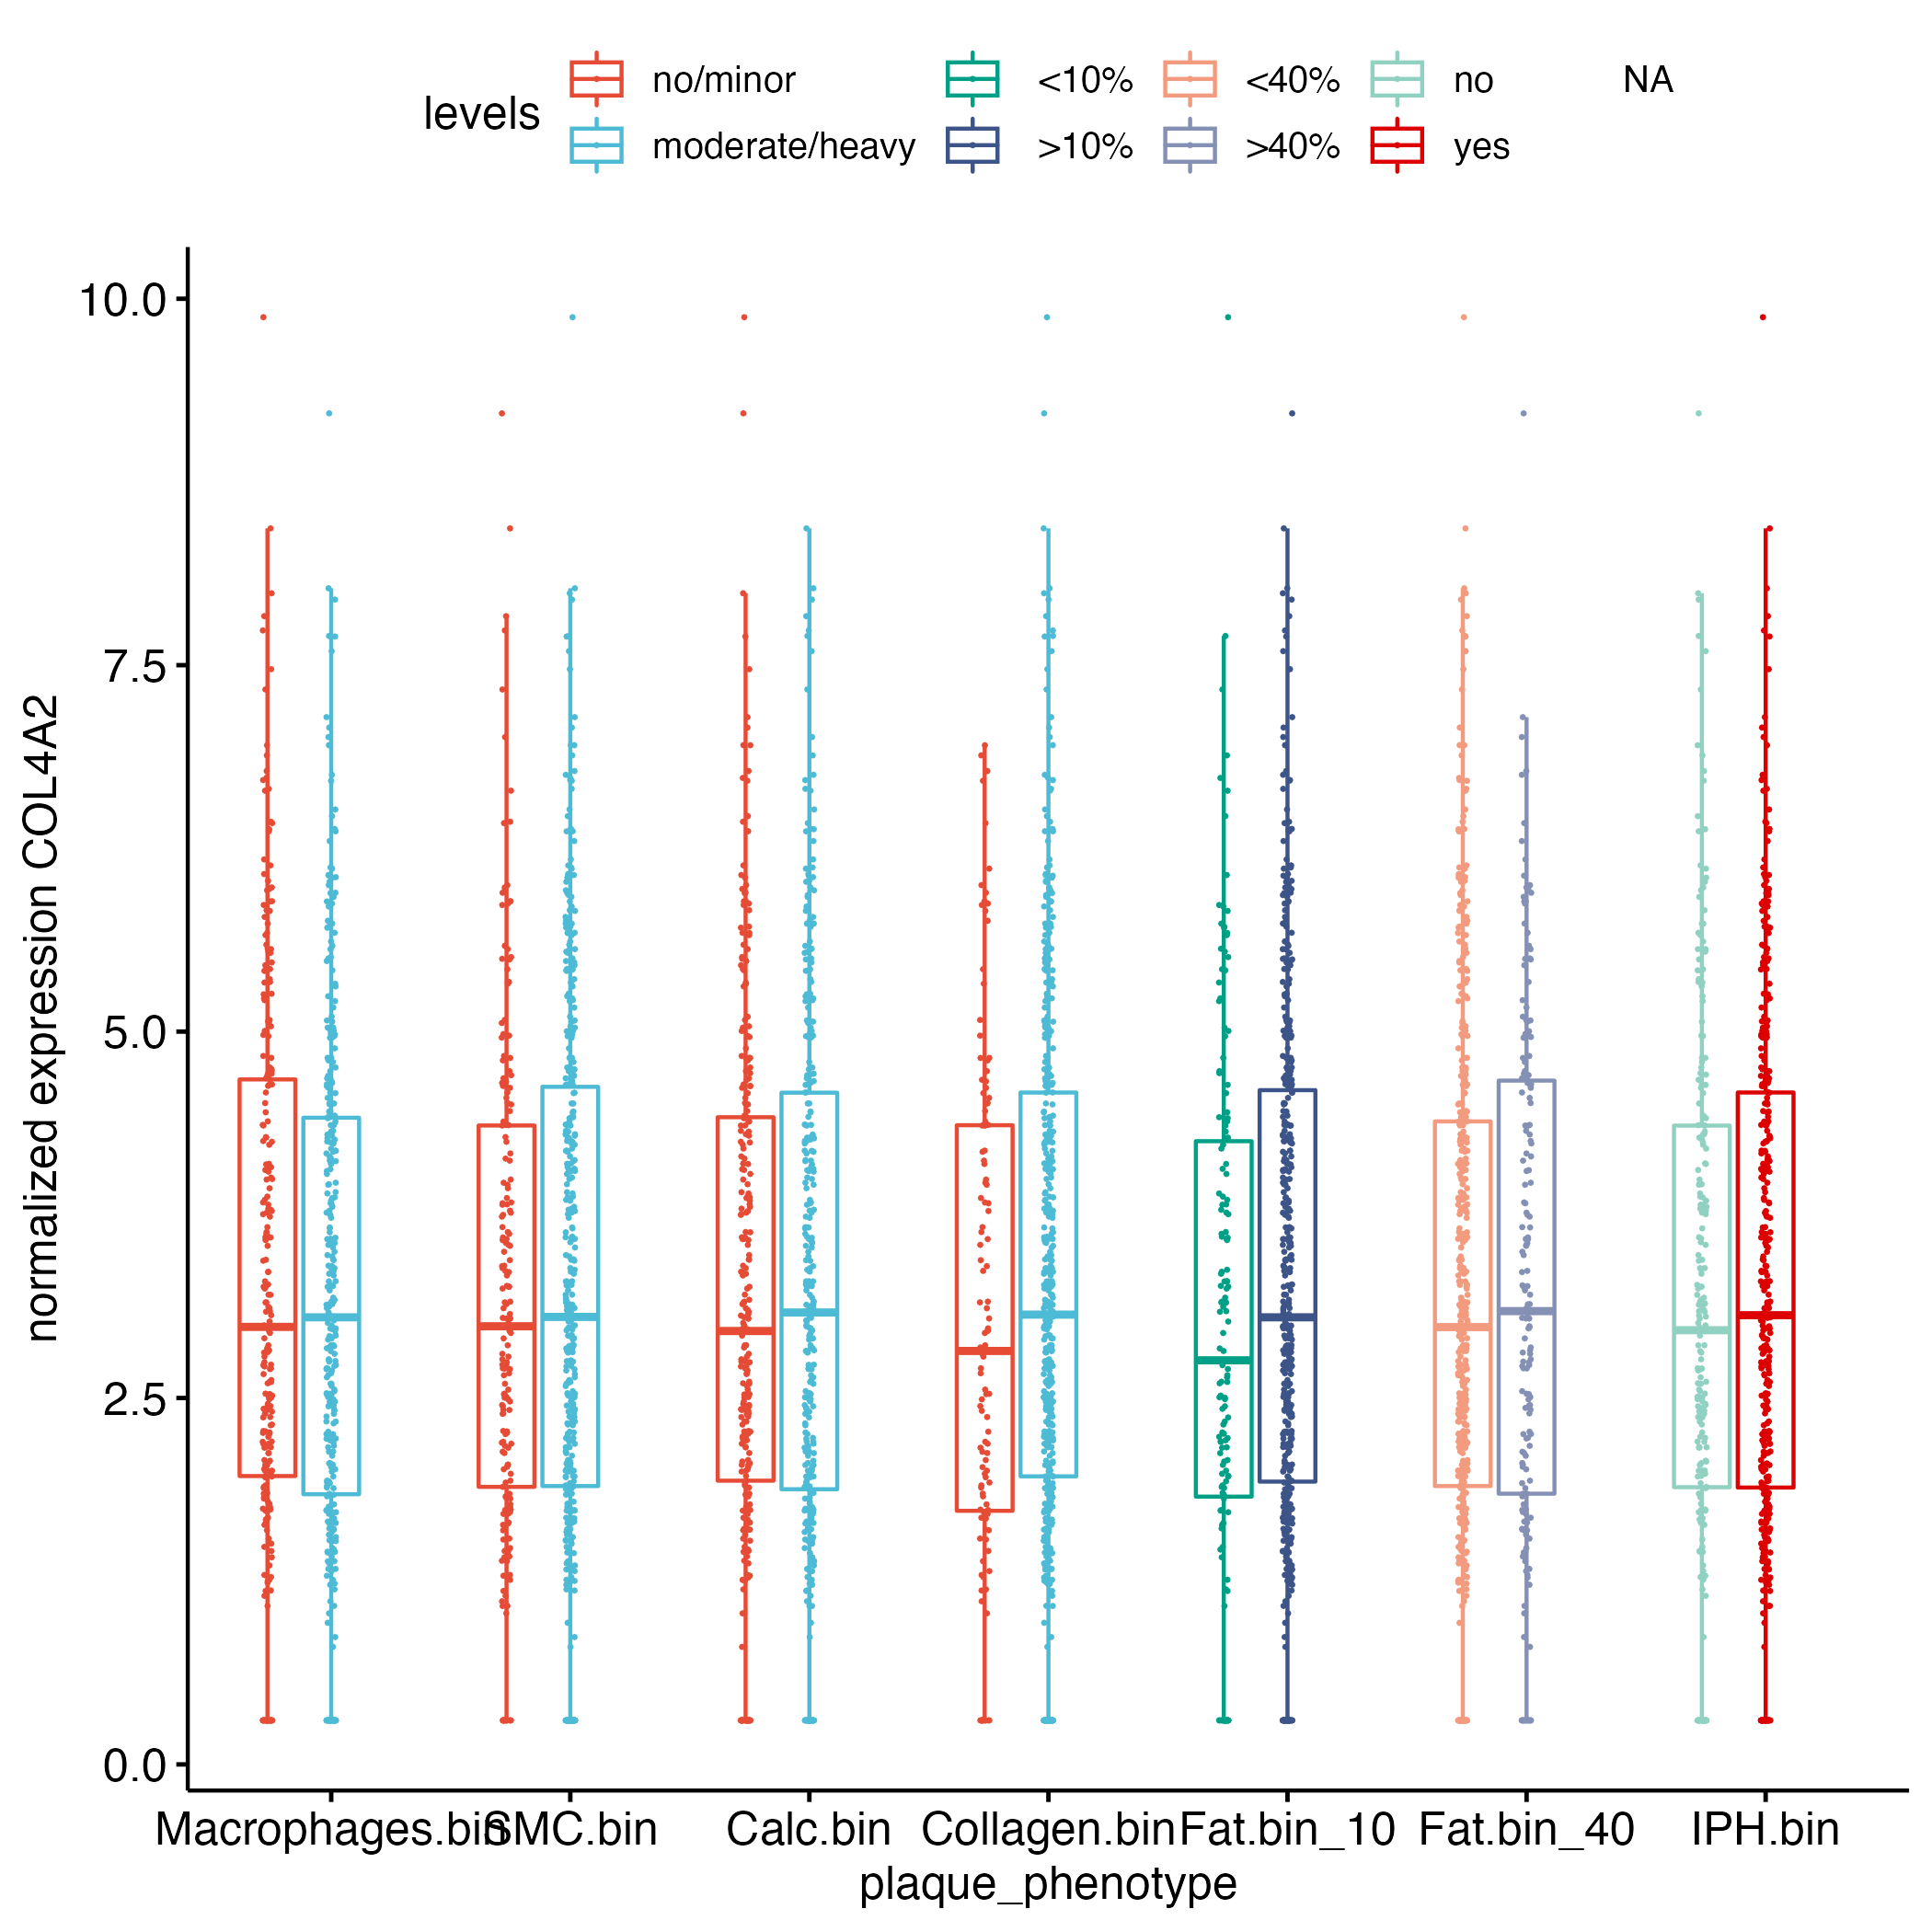 levels
no/minor <10% <40% no NA
moderate/heavy >10% >40% yes
normalized expression COL4A2
10.0
7.5
5.0
2.5
0.0
Macrophages.bin SMC.bin Calc.bin Collagen.bin Fat.bin_10 Fat.bin_40 IPH.bin
plaque_phenotype